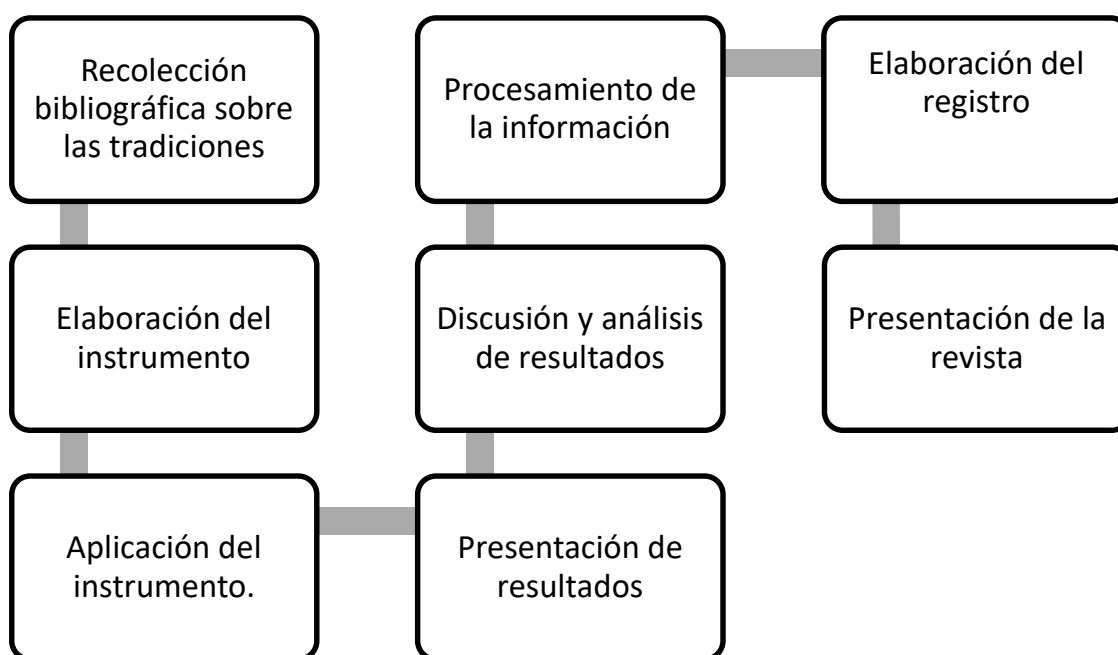 Recolección
bibliográfica sobre
las tradiciones
Elaboración del
instrumento
Aplicación del
instrumento.
Presentación de
resultados
Discusión y análisis
de resultados
Procesamiento de
la información
Elaboración del
registro
Presentación de la
revista